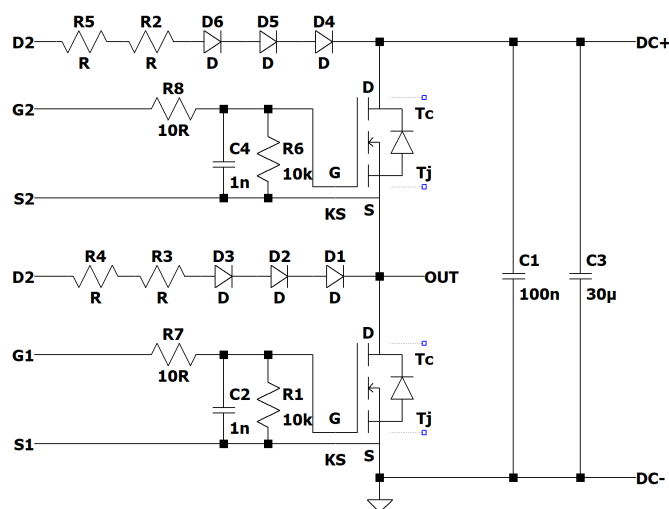 R5 R2 D6 D5 D4
D2 DC+
R R D D D
R8 D
G2 Tc
10R
C4 R6
1n 10k G Tj
S2 KS S
R4 R3 D3 D2 D1 C1 C3
D2 OUT
R R D D D 100n 30µ
R7 D
G1 Tc
10R
C2 R1
1n 10k G Tj
S1 KS S
DC-